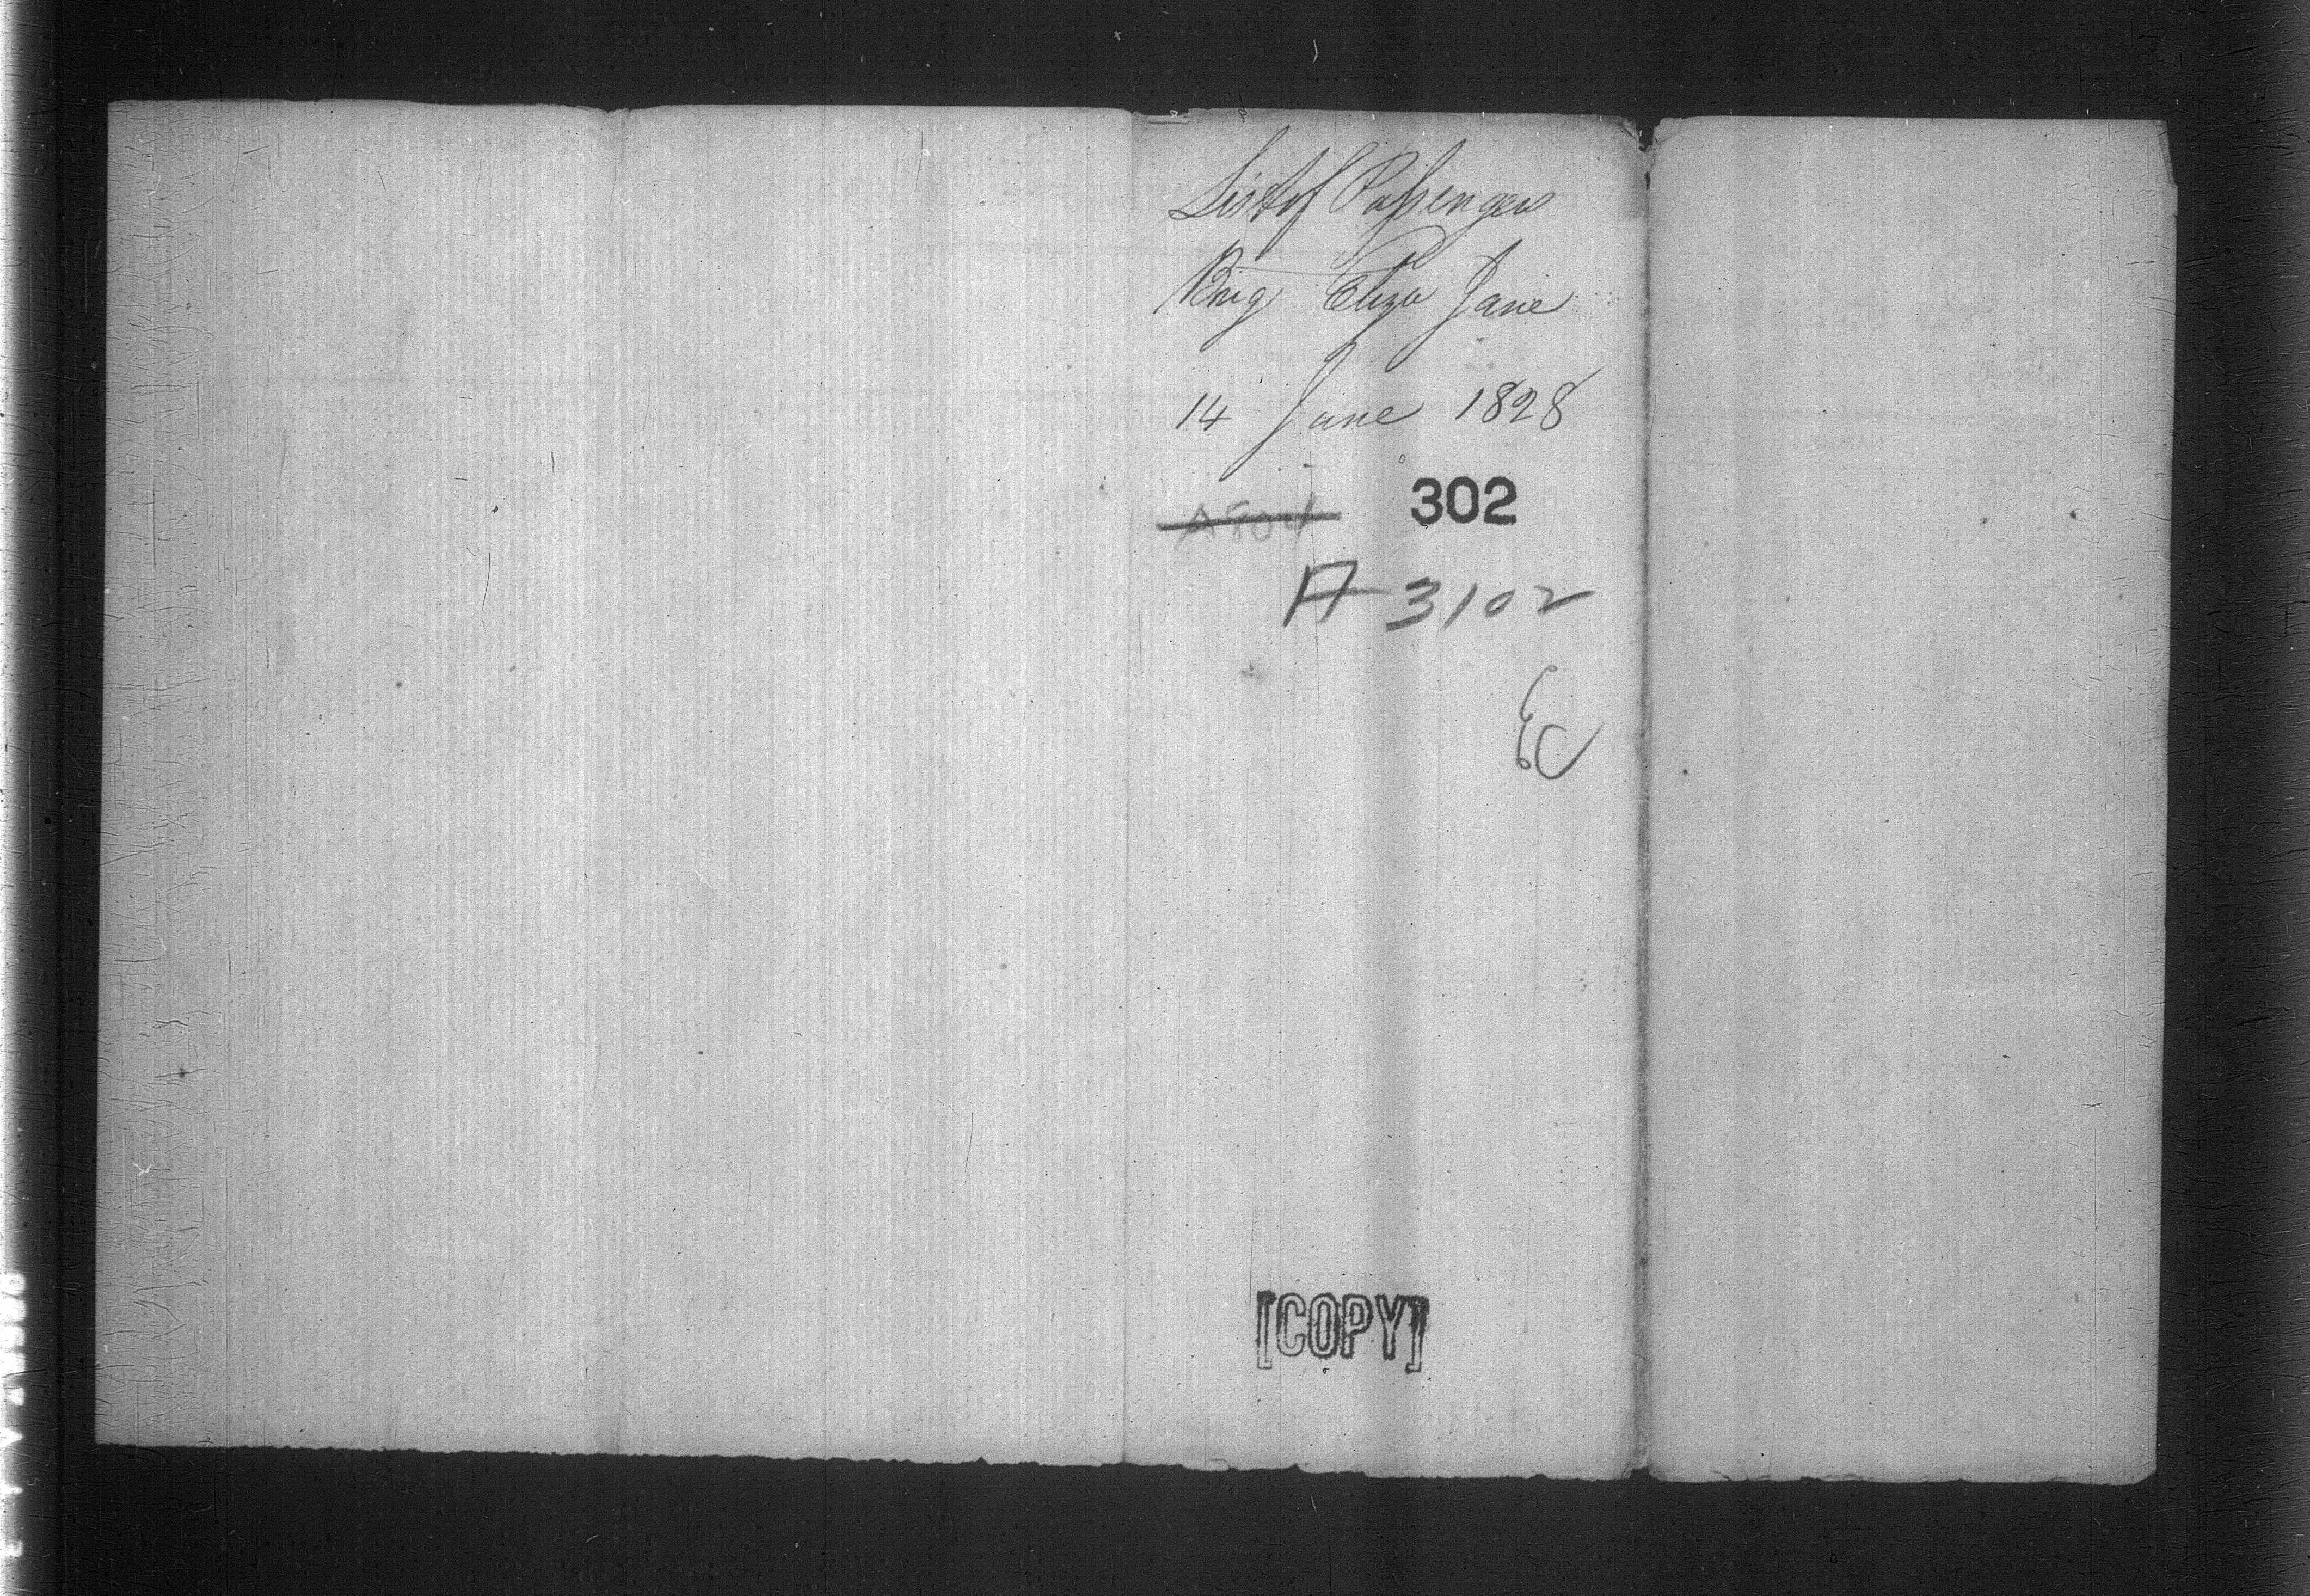 List of Passengers
Brig Eliza Jane
14 June 1828
302
A 3102
EC
[COPY]